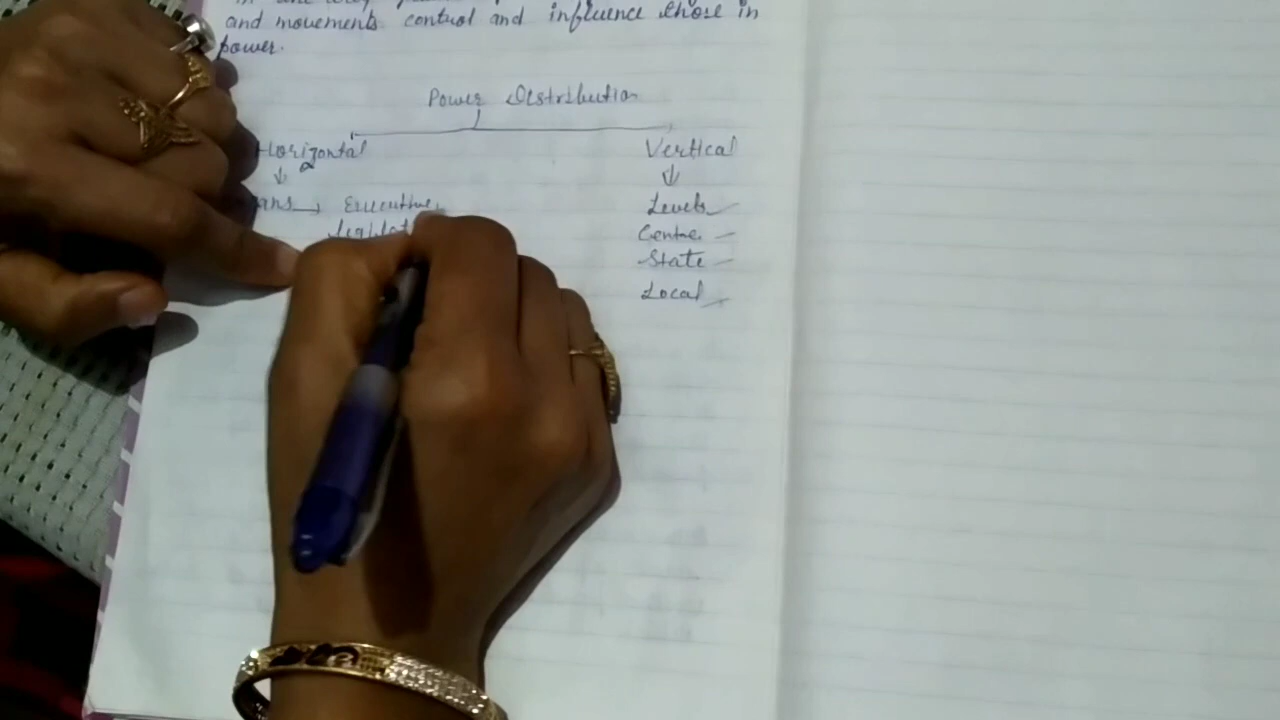 and movements control and influence those in
power.
Power Distribution
Horizontal Vertical
Executive Levels
Centre
State
Local